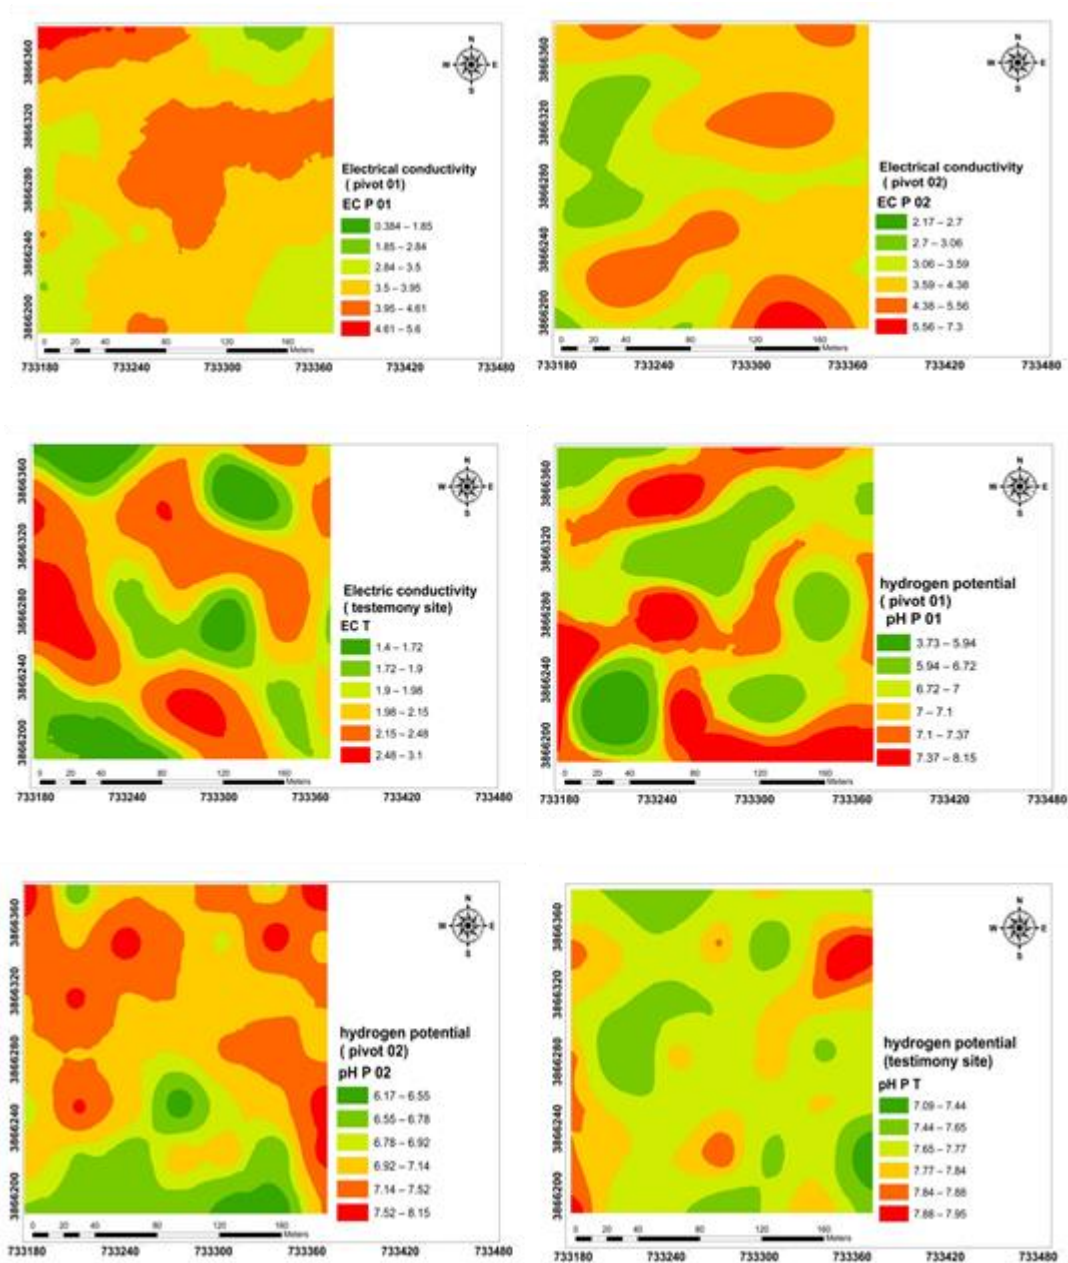 N
W E
S
3866360
3866320
3866280
3866240
3866200
Electrical conductivity
( pivot 01)
EC P 01
0.384 – 1.85
1.85 – 2.84
2.84 – 3.5
3.5 – 3.95
3.95 – 4.61
4.61 – 5.6
0 20 40 80 120 160
Meters
733180 733240 733300 733360 733420 733480
N
W E
S
3866360
3866320
3866280
3866240
3866200
Electrical conductivity
( pivot 02)
EC P 02
2.17 – 2.7
2.7 – 3.06
3.06 – 3.59
3.59 – 4.38
4.38 – 5.56
5.56 – 7.3
0 20 40 80 120 160
Meters
733180 733240 733300 733360 733420 733480
N
W E
S
3866360
3866320
3866280
3866240
3866200
Electric conductivity
( testemony site)
EC T
1.4 – 1.72
1.72 – 1.9
1.9 – 1.98
1.98 – 2.15
2.15 – 2.48
2.48 – 3.1
0 20 40 80 120 160
Meters
733180 733240 733300 733360 733420 733480
N
W E
S
3866360
3866320
3866280
3866240
3866200
hydrogen potential
( pivot 01)
pH P 01
3.73 – 5.94
5.94 – 6.72
6.72 – 7
7 – 7.1
7.1 – 7.37
7.37 – 8.15
0 20 40 80 120 160
Meters
733180 733240 733300 733360 733420 733480
N
W E
S
3866360
3866320
3866280
3866240
3866200
hydrogen potential
( pivot 02)
pH P 02
6.17 – 6.55
6.55 – 6.78
6.78 – 6.92
6.92 – 7.14
7.14 – 7.52
7.52 – 8.15
0 20 40 80 120 160
Meters
733180 733240 733300 733360 733420 733480
N
W E
S
3866360
3866320
3866280
3866240
3866200
hydrogen potential
(testimony site)
pH P T
7.09 – 7.44
7.44 – 7.65
7.65 – 7.77
7.77 – 7.84
7.84 – 7.88
7.88 – 7.95
0 20 40 80 120 160
Meters
733180 733240 733300 733360 733420 733480